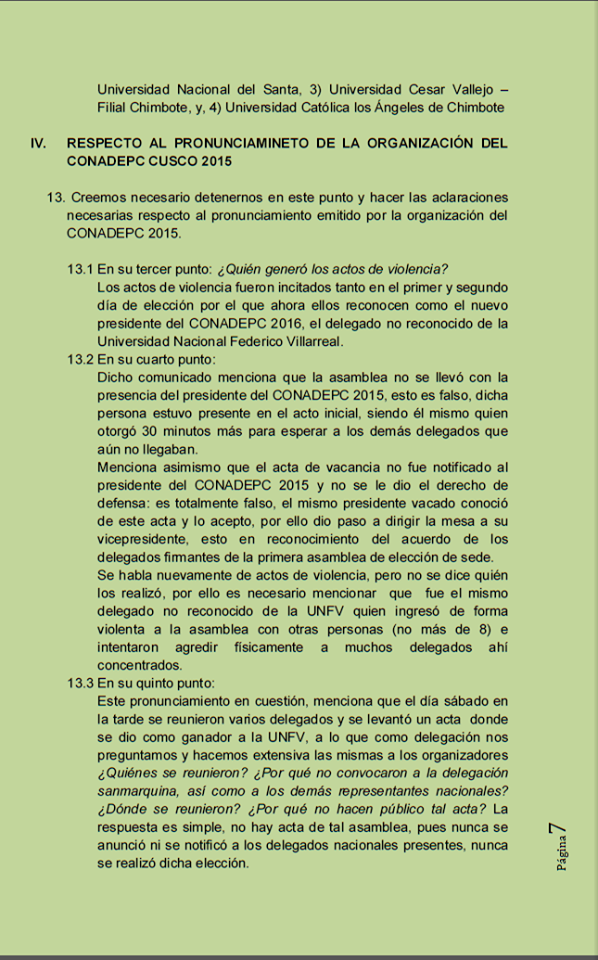 Universidad Nacional del Santa, 3) Universidad Cesar Vallejo –
Filial Chimbote, y, 4) Universidad Católica los Ángeles de Chimbote
IV. RESPECTO AL PRONUNCIAMINETO DE LA ORGANIZACIÓN DEL
CONADEPC CUSCO 2015
13. Creemos necesario detenernos en este punto y hacer las aclaraciones
necesarias respecto al pronunciamiento emitido por la organización del
CONADEPC 2015.
13.1 En su tercer punto: ¿Quién generó los actos de violencia?
Los actos de violencia fueron incitados tanto en el primer y segundo
día de elección por el que ahora ellos reconocen como el nuevo
presidente del CONADEPC 2016, el delegado no reconocido de la
Universidad Nacional Federico Villarreal.
13.2 En su cuarto punto:
Dicho comunicado menciona que la asamblea no se llevó con la
presencia del presidente del CONADEPC 2015, esto es falso, dicha
persona estuvo presente en el acto inicial, siendo él mismo quien
otorgó 30 minutos más para esperar a los demás delegados que
aún no llegaban.
Menciona asimismo que el acta de vacancia no fue notificado al
presidente del CONADEPC 2015 y no se le dio el derecho de
defensa: es totalmente falso, el mismo presidente vacado conoció
de este acta y lo acepto, por ello dio paso a dirigir la mesa a su
vicepresidente, esto en reconocimiento del acuerdo de los
delegados firmantes de la primera asamblea de elección de sede.
Se habla nuevamente de actos de violencia, pero no se dice quién
los realizó, por ello es necesario mencionar que fue el mismo
delegado no reconocido de la UNFV quien ingresó de forma
violenta a la asamblea con otras personas (no más de 8) e
intentaron agredir físicamente a muchos delegados ahí
concentrados.
13.3 En su quinto punto:
Este pronunciamiento en cuestión, menciona que el día sábado en
la tarde se reunieron varios delegados y se levantó un acta donde
se dio como ganador a la UNFV, a lo que como delegación nos
preguntamos y hacemos extensiva las mismas a los organizadores
¿Quiénes se reunieron? ¿Por qué no convocaron a la delegación
sanmarquina, así como a los demás representantes nacionales?
¿Dónde se reunieron? ¿Por qué no hacen público tal acta? La
respuesta es simple, no hay acta de tal asamblea, pues nunca se
anunció ni se notificó a los delegados nacionales presentes, nunca
se realizó dicha elección.
Página 7